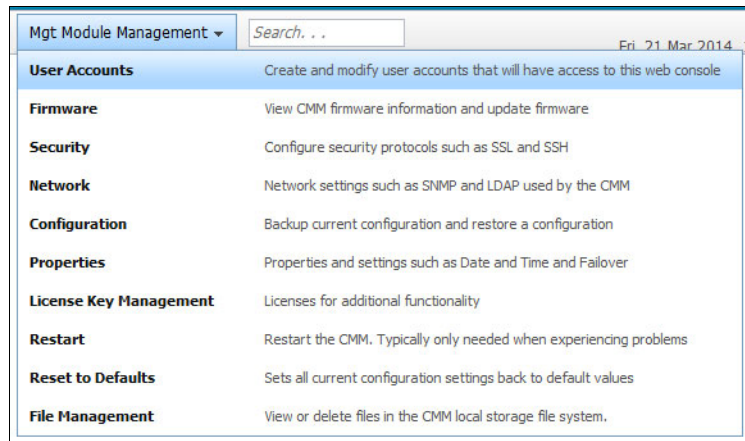 Mgt Module Management Search. . .
Fri, 21 Mar 2014
User Accounts Create and modify user accounts that will have access to this web console
Firmware View CMM firmware information and update firmware
Security Configure security protocols such as SSL and SSH
Network Network settings such as SNMP and LDAP used by the CMM
Configuration Backup current configuration and restore a configuration
Properties Properties and settings such as Date and Time and Failover
License Key Management Licenses for additional functionality
Restart Restart the CMM. Typically only needed when experiencing problems
Reset to Defaults Sets all current configuration settings back to default values
File Management View or delete files in the CMM local storage file system.